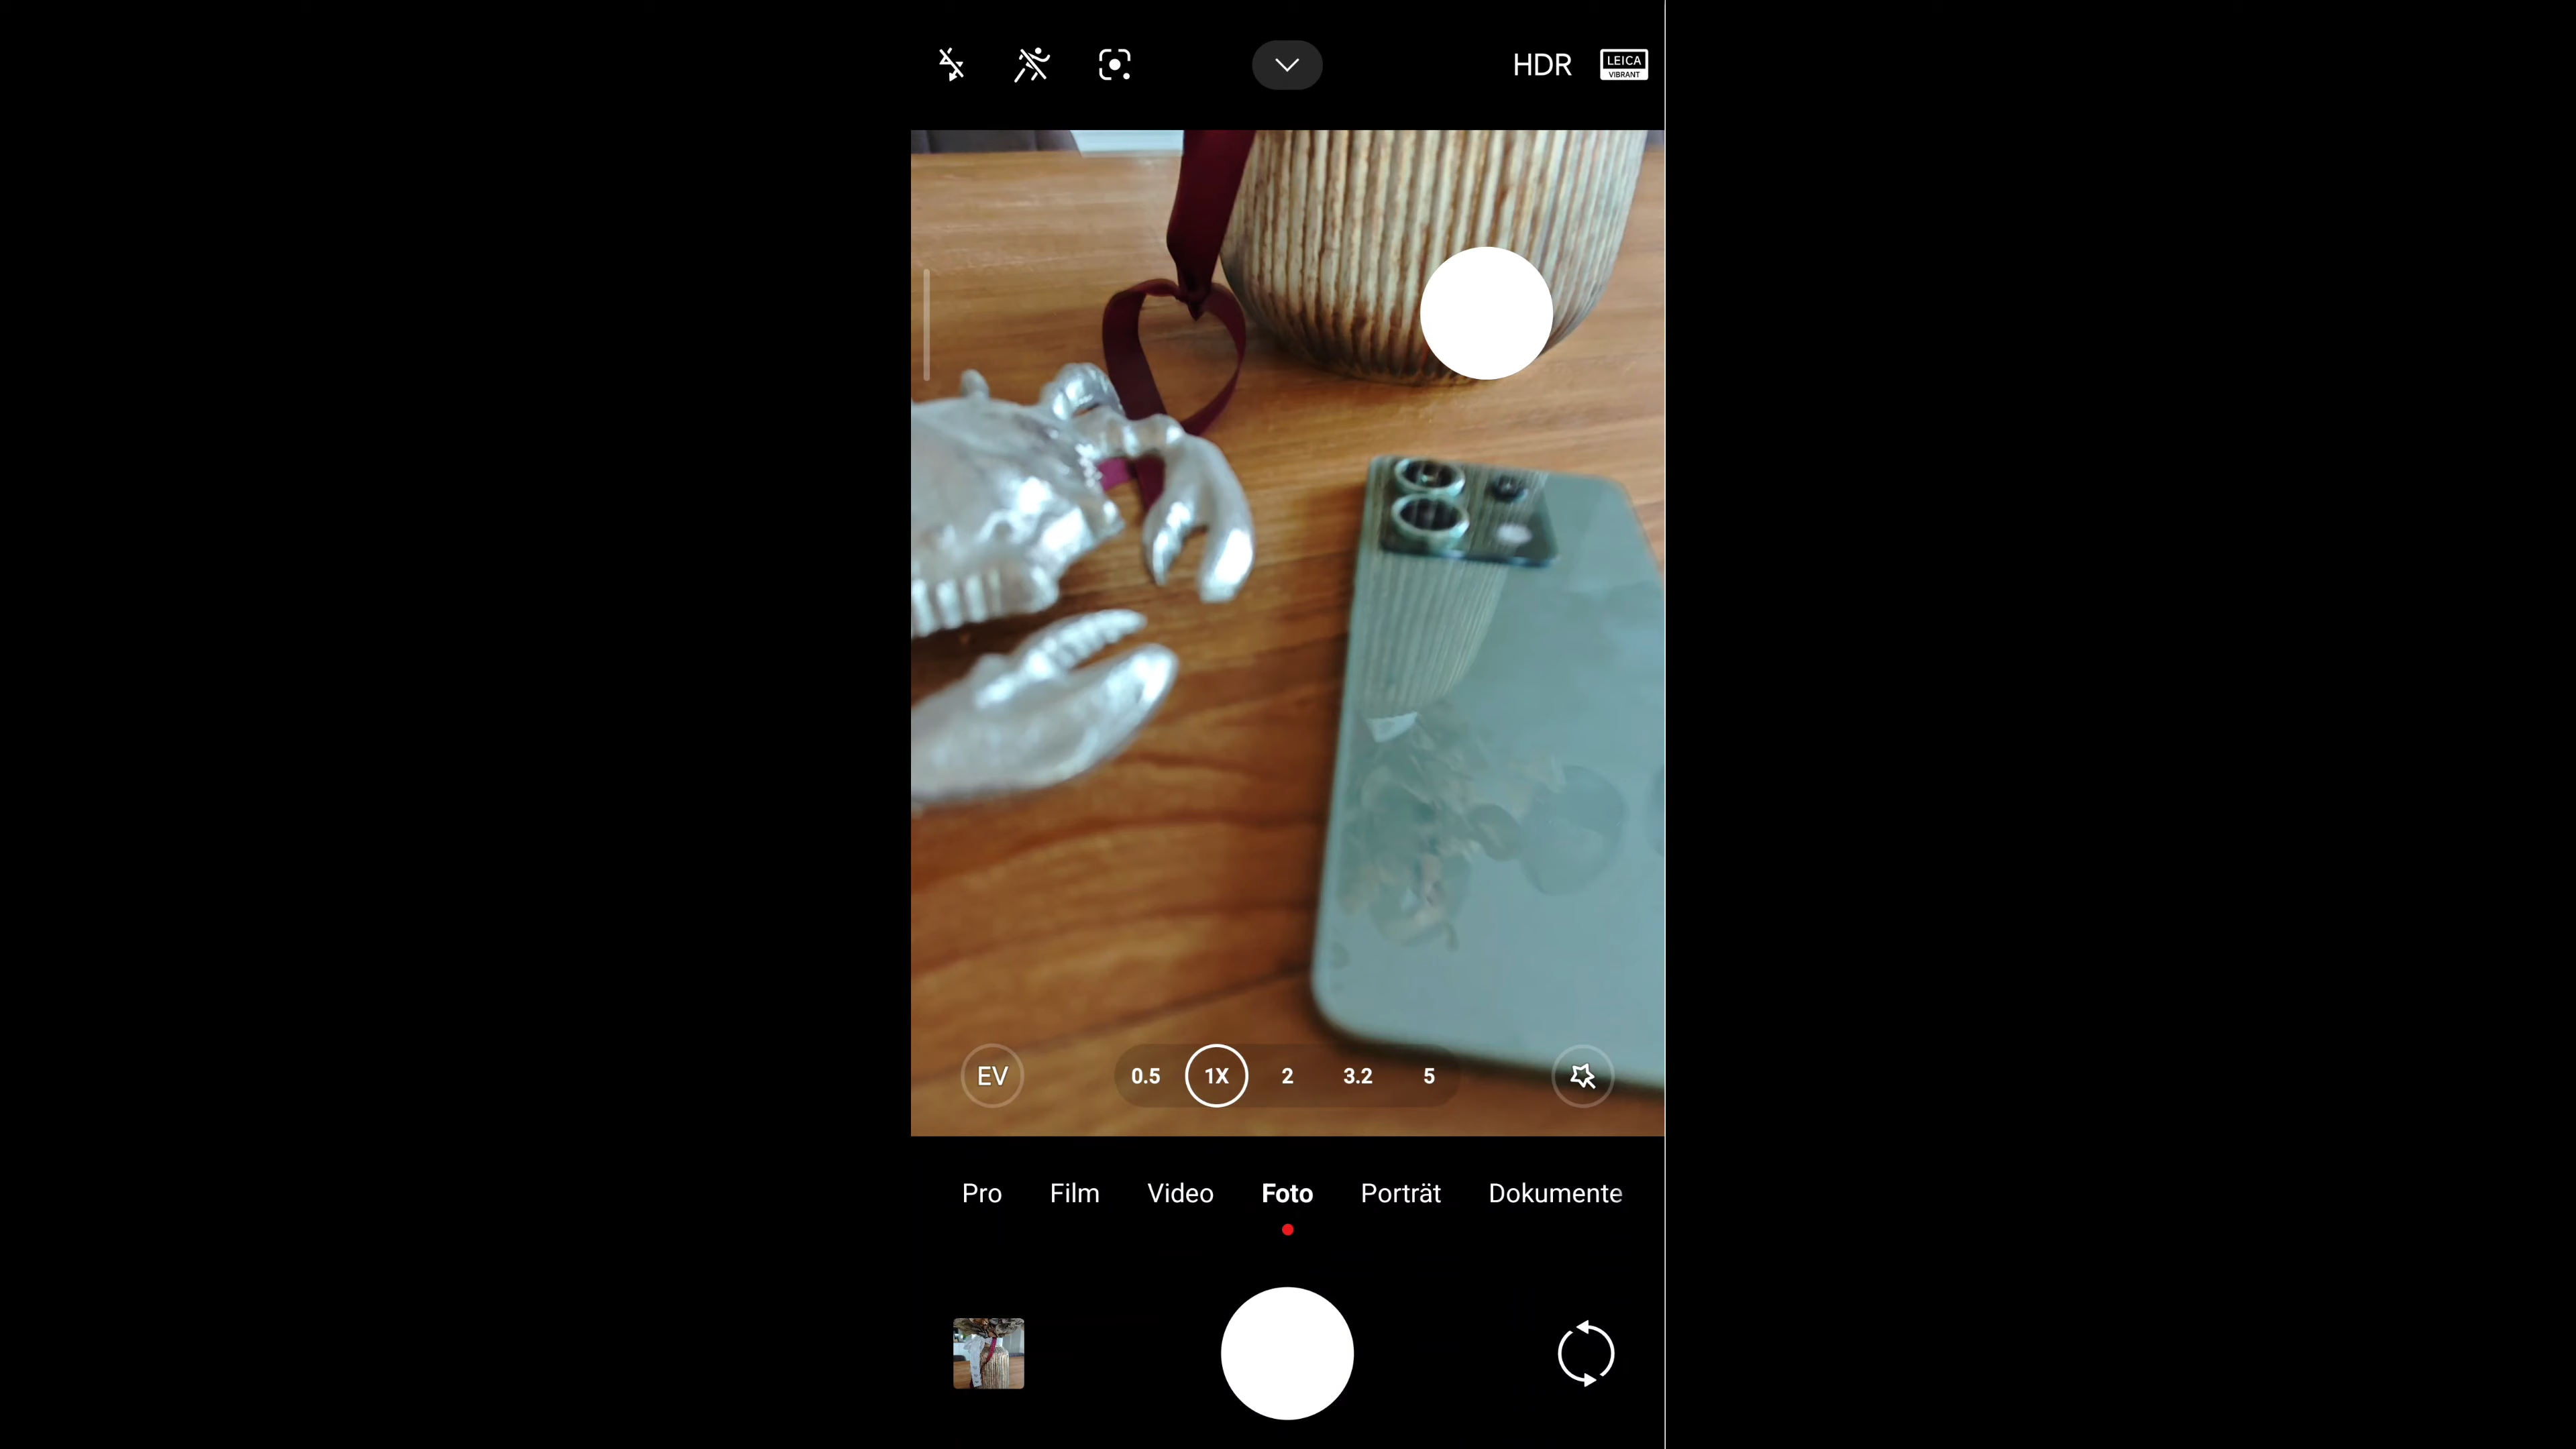 HDR
LEICA
VIBRANT
EV
0.5 1X 2 3.2 5
Pro Film Video Foto Porträt Dokumente